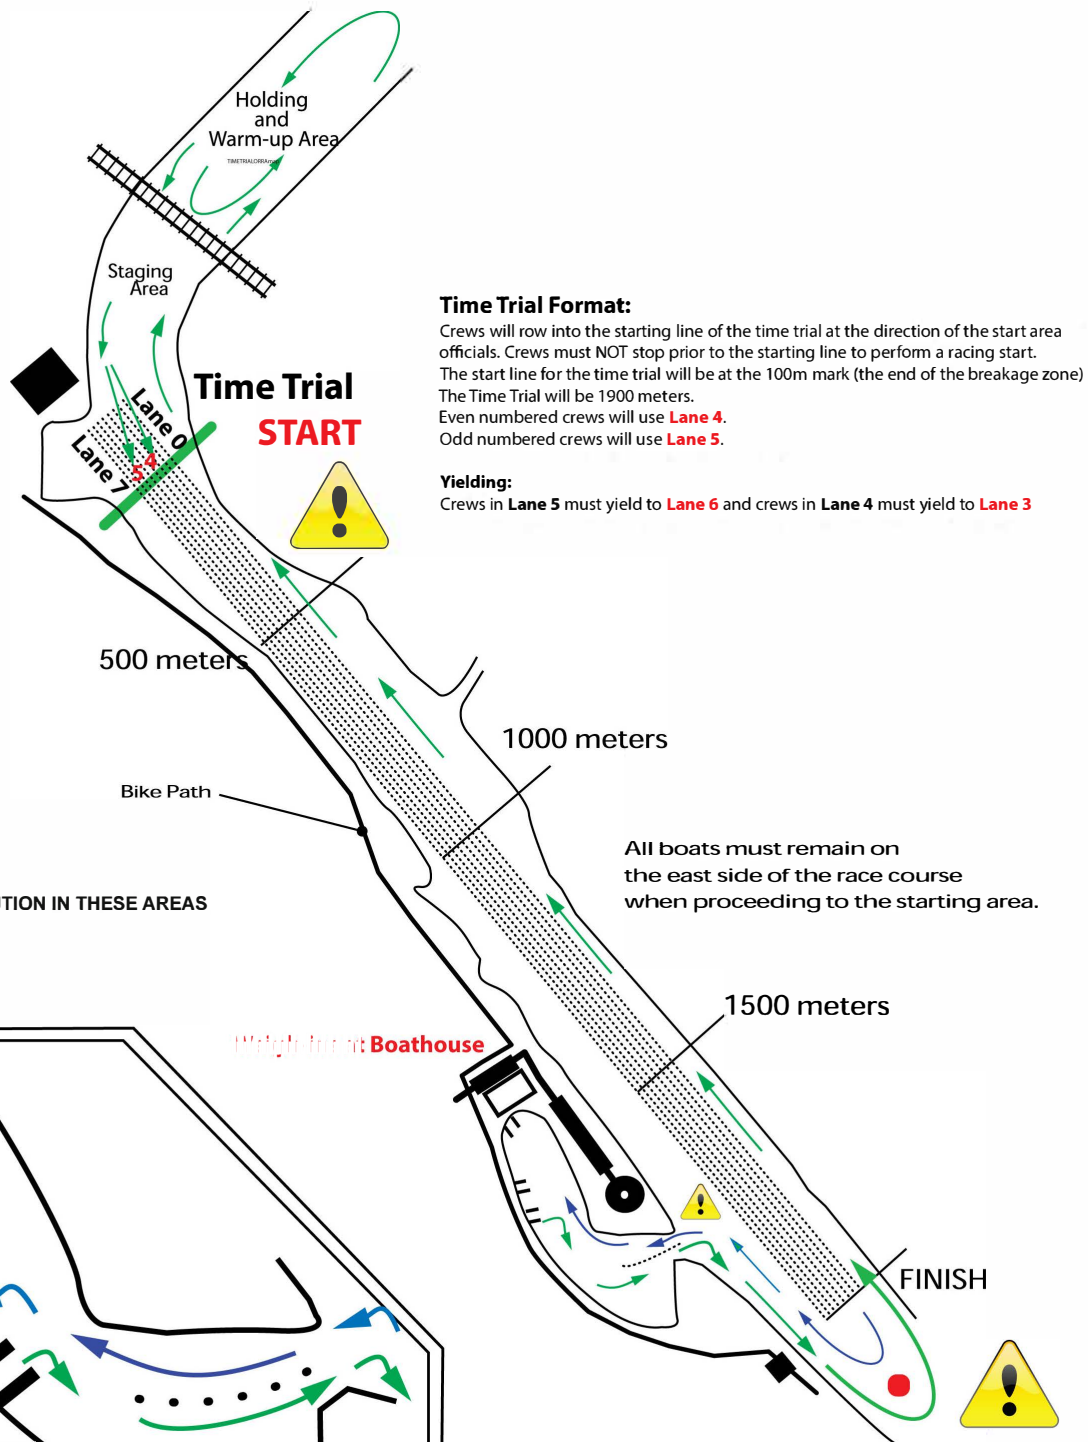 Holding
and
Warm-up Area
Staging
Area
Time Trial
START
Lane 0
Lane 7
4
5
Time Trial Format:
Crews will row into the starting line of the time trial at the direction of the start area
officials. Crews must NOT stop prior to the starting line to perform a racing start.
The start line for the time trial will be at the 100m mark (the end of the breakage zone)
The Time Trial will be 1900 meters.
Even numbered crews will use Lane 4.
Odd numbered crews will use Lane 5.
Yielding:
Crews in Lane 5 must yield to Lane 6 and crews in Lane 4 must yield to Lane 3
500 meters
1000 meters
Bike Path
All boats must remain on
the east side of the race course
when proceeding to the starting area.
IN THESE AREAS
1500 meters
Boathouse
FINISH